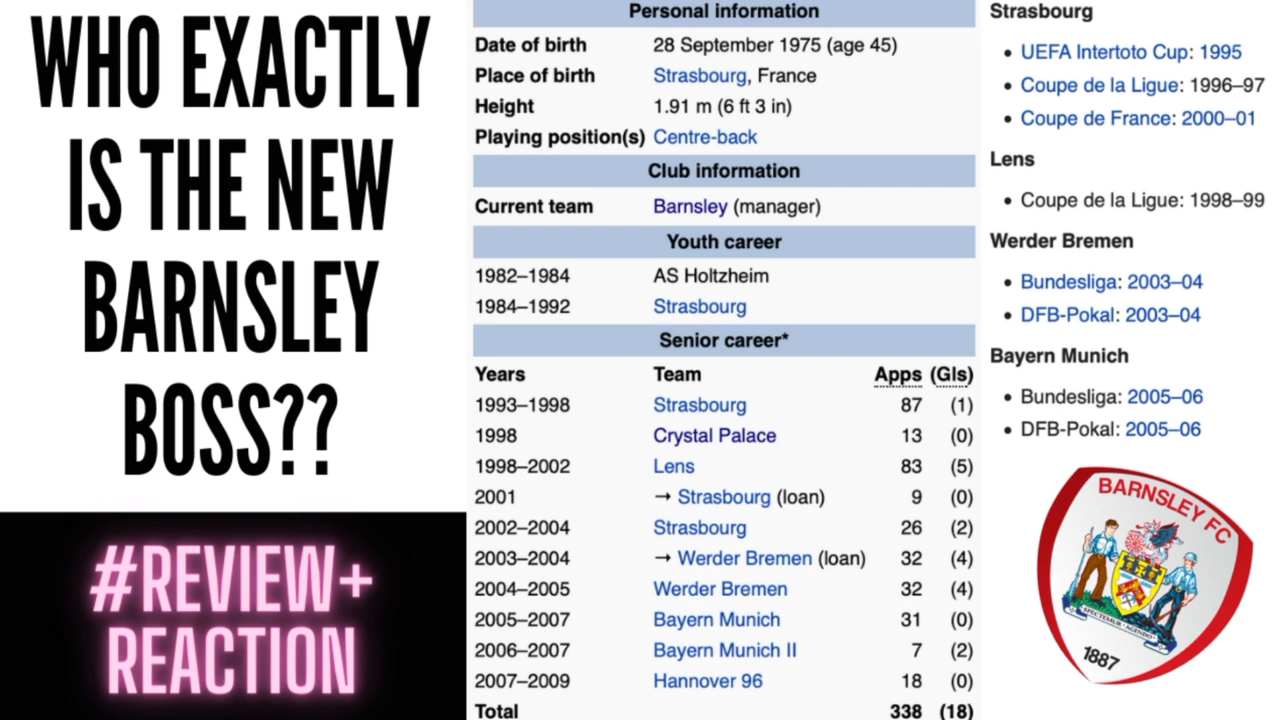 WHO EXACTLY
IS THE NEW
BARNSLEY
BOSS??
#REVIEW+
REACTION
Personal information
Date of birth 28 September 1975 (age 45)
Place of birth Strasbourg, France
Height 1.91 m (6 ft 3 in)
Playing position(s) Centre-back
Club information
Current team Barnsley (manager)
Youth career
1982–1984 AS Holtzheim
1984–1992 Strasbourg
Senior career*
Years Team Apps (Gls)
1993–1998 Strasbourg 87 (1)
1998 Crystal Palace 13 (0)
1998–2002 Lens 83 (5)
2001 → Strasbourg (loan) 9 (0)
2002–2004 Strasbourg 26 (2)
2003–2004 → Werder Bremen (loan) 32 (4)
2004–2005 Werder Bremen 32 (4)
2005–2007 Bayern Munich 31 (0)
2006–2007 Bayern Munich II 7 (2)
2007–2009 Hannover 96 18 (0)
Total 338 (18)
Strasbourg
• UEFA Intertoto Cup: 1995
• Coupe de la Ligue: 1996–97
• Coupe de France: 2000–01
Lens
• Coupe de la Ligue: 1998–99
Werder Bremen
• Bundesliga: 2003–04
• DFB-Pokal: 2003–04
Bayern Munich
• Bundesliga: 2005–06
• DFB-Pokal: 2005–06
BARNSLEY FC
SPECTEMUR · AGENDO
1887